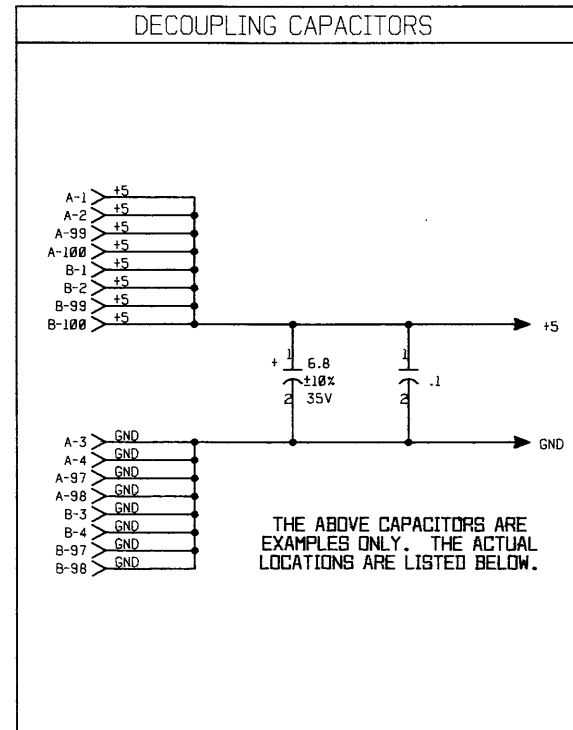 DECOUPLING CAPACITORS
A-1 +5
A-2 +5
A-99 +5
A-100 +5
B-1 +5
B-2 +5
B-99 +5
B-100 +5
+5
1
+ 6.8
±10%
2 35V
1
.1
2
A-3 GND
GND
A-4 GND
A-97 GND
A-98 GND
B-3 GND
B-4 GND
B-97 GND
B-98 GND
THE ABOVE CAPACITORS ARE
EXAMPLES ONLY. THE ACTUAL
LOCATIONS ARE LISTED BELOW.